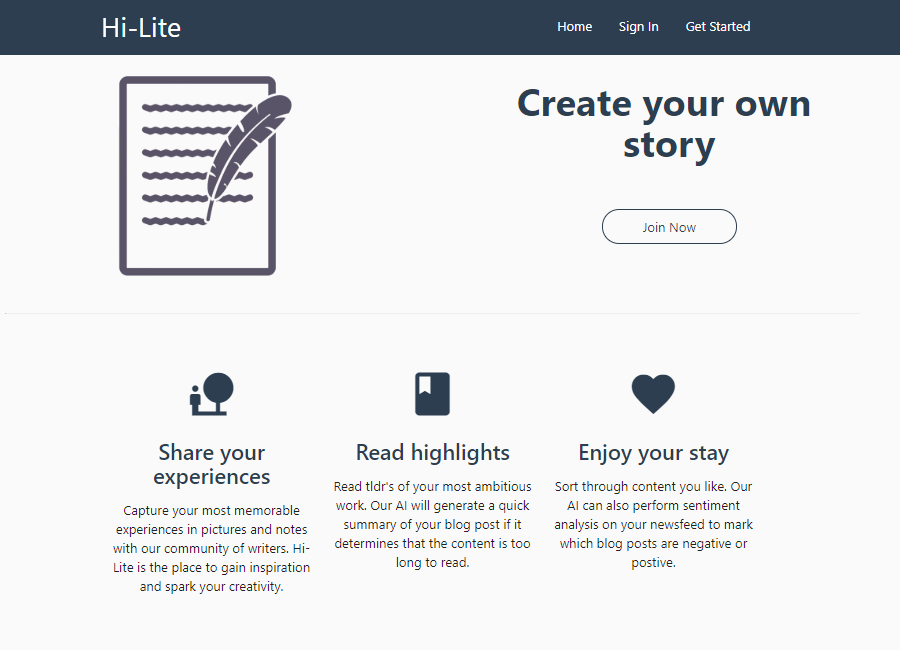 Hi-Lite
Home Sign In Get Started
Create your own
story
Join Now
Share your
experiences
Capture your most memorable
experiences in pictures and notes
with our community of writers. Hi-
Lite is the place to gain inspiration
and spark your creativity.
Read highlights
Read tldr's of your most ambitious
work. Our AI will generate a quick
summary of your blog post if it
determines that the content is too
long to read.
Enjoy your stay
Sort through content you like. Our
AI can also perform sentiment
analysis on your newsfeed to mark
which blog posts are negative or
postive.